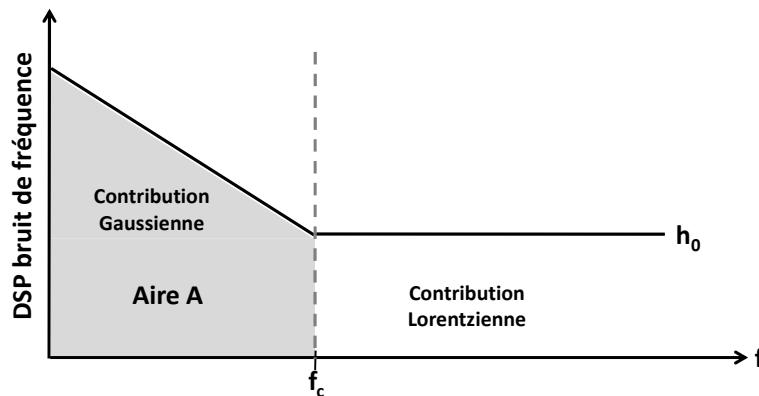 DSP bruit de fréquence
Contribution
Gaussienne
Aire A
h0
Contribution
Lorentzienne
f
fc